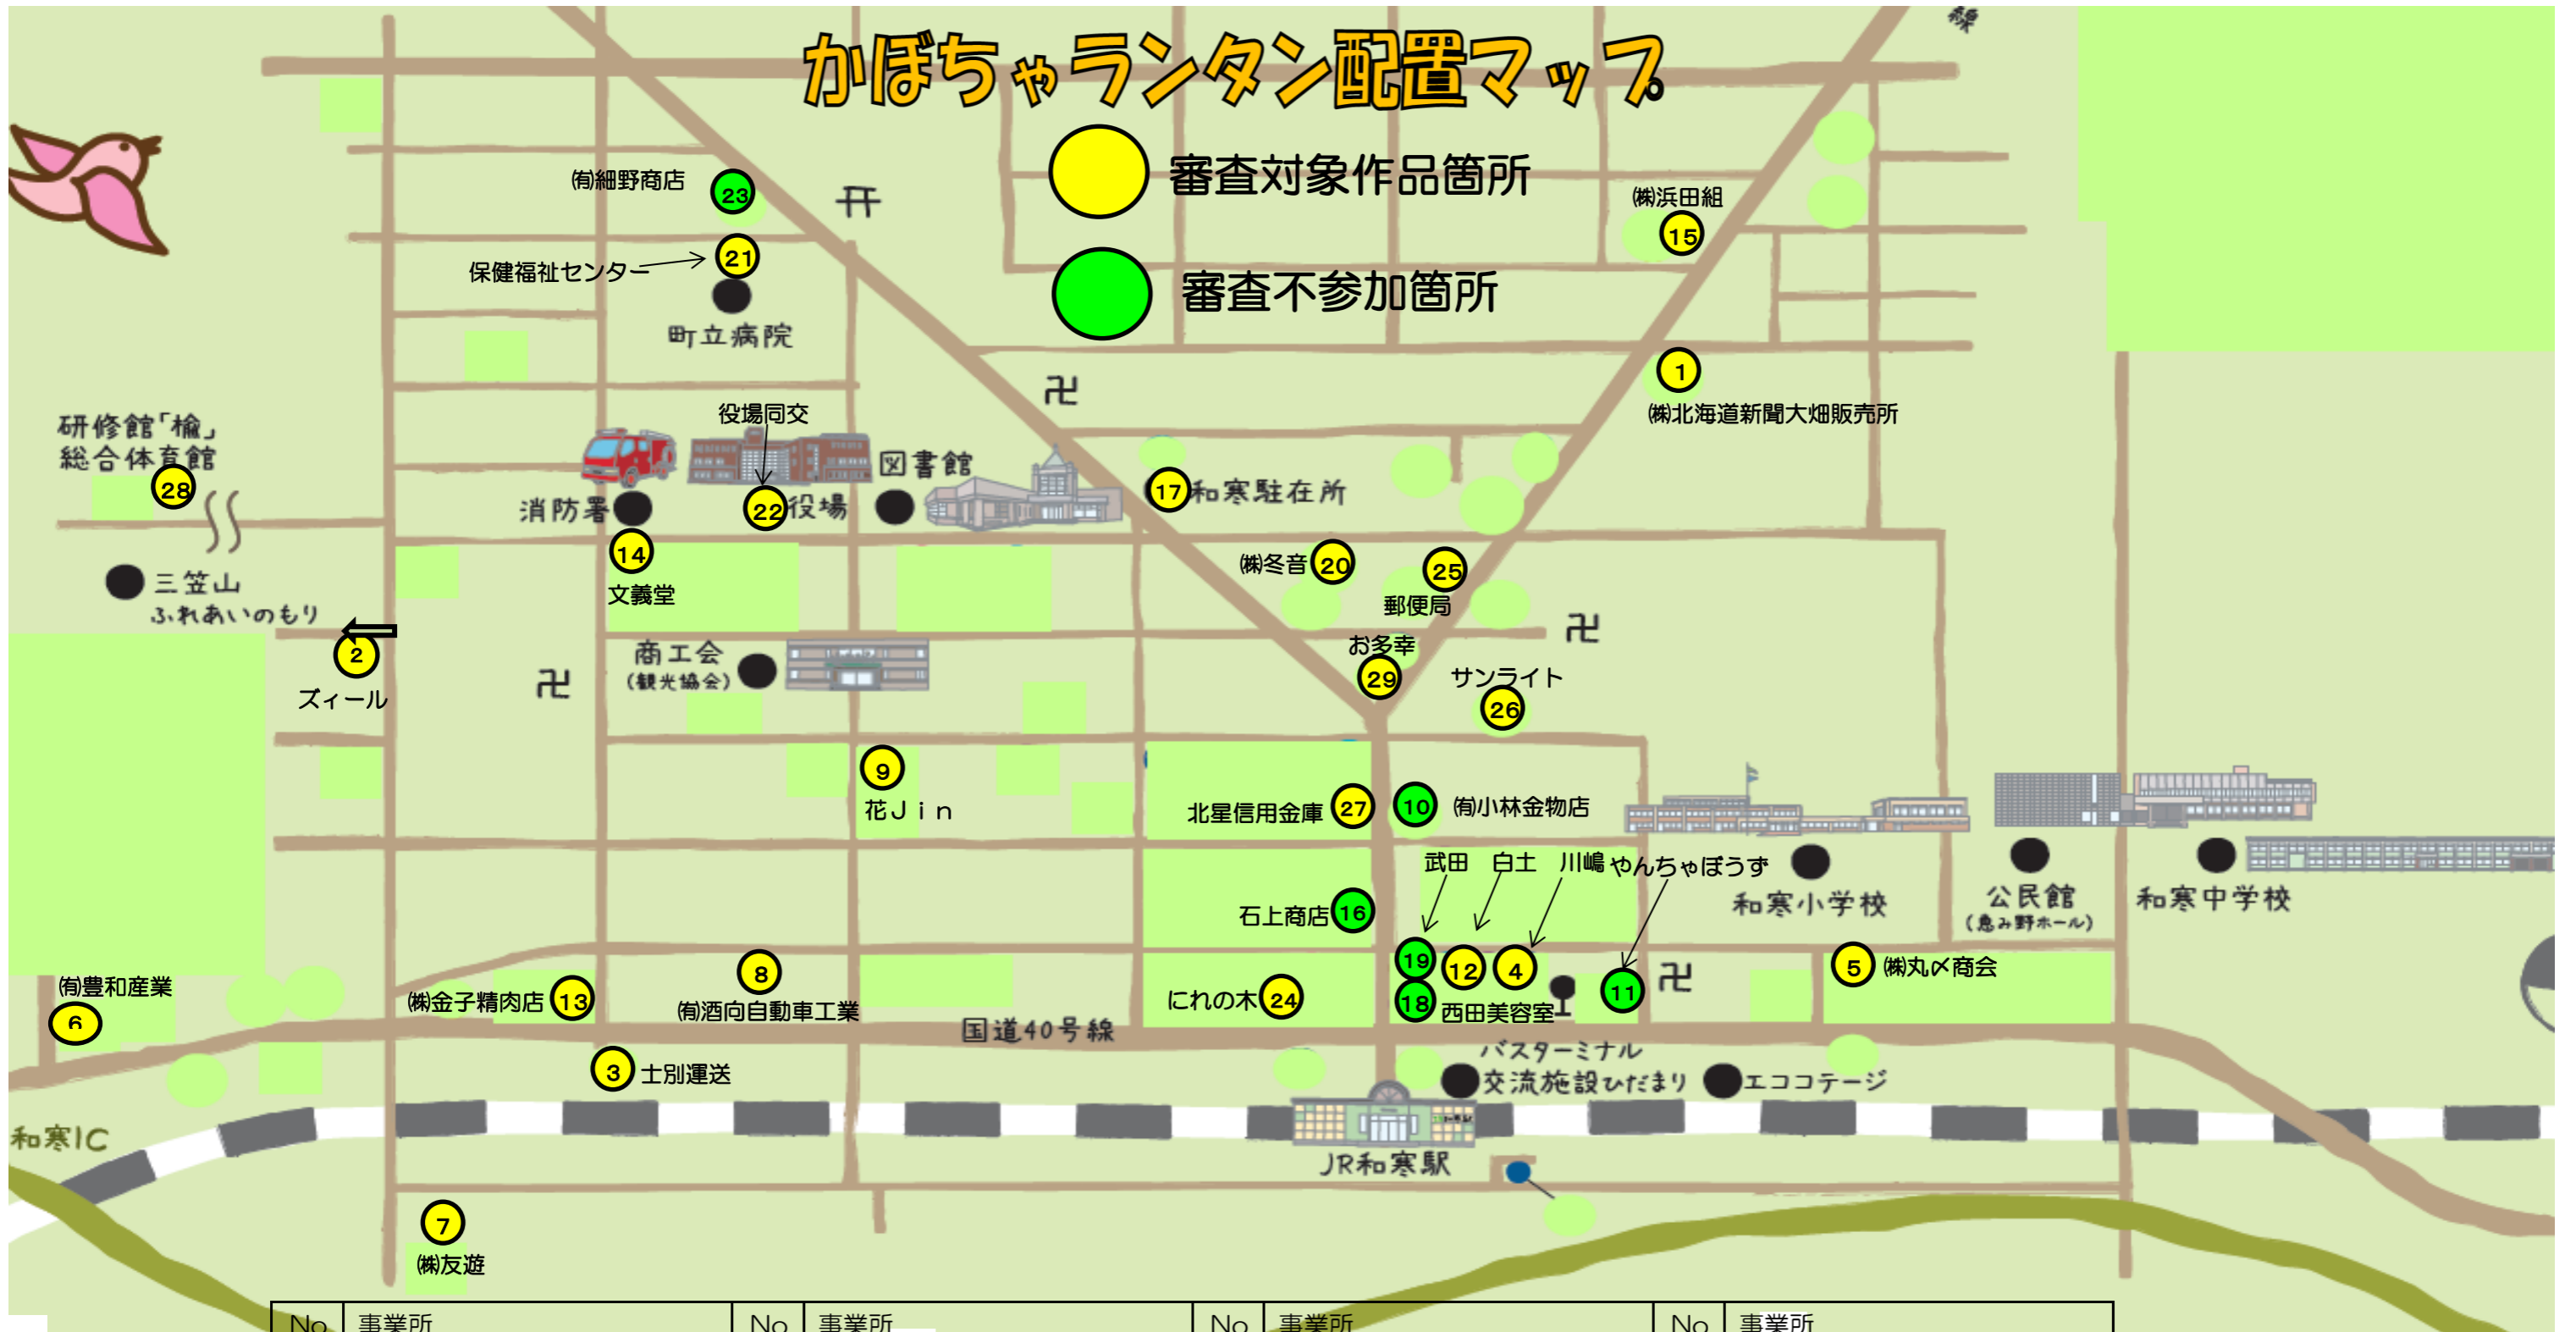 線
かぼちゃランタン配置マップ
審査対象作品箇所
審査不参加箇所
㈲細野商店
23
㈱浜田組
15
21
保健福祉センター
町立病院
1
㈱北海道新聞大畑販売所
研修館「楡」
総合体育館
28
役場同交
図書館
消防署
22
役場
17
和寒駐在所
14
文義堂
㈱冬音
20
25
郵便局
三笠山
ふれあいのもり
2
ズィール
商工会
(観光協会)
お多幸
29
サンライト
26
9
花Jin
北星信用金庫
27
10
㈲小林金物店
武田 白土 川嶋 やんちゃぼうず
和寒小学校
公民館
(恵み野ホール)
和寒中学校
石上商店
16
19
12
4
11
5
㈱丸〆商会
18
西田美容室
㈲豊和産業
6
㈱金子精肉店
13
8
㈲酒向自動車工業
にれの木
24
国道40号線
3
士別運送
バスターミナル
交流施設ひだまり
エココテージ
和寒IC
JR和寒駅
7
㈱友遊
No 事業所 No 事業所 No 事業所 No 事業所